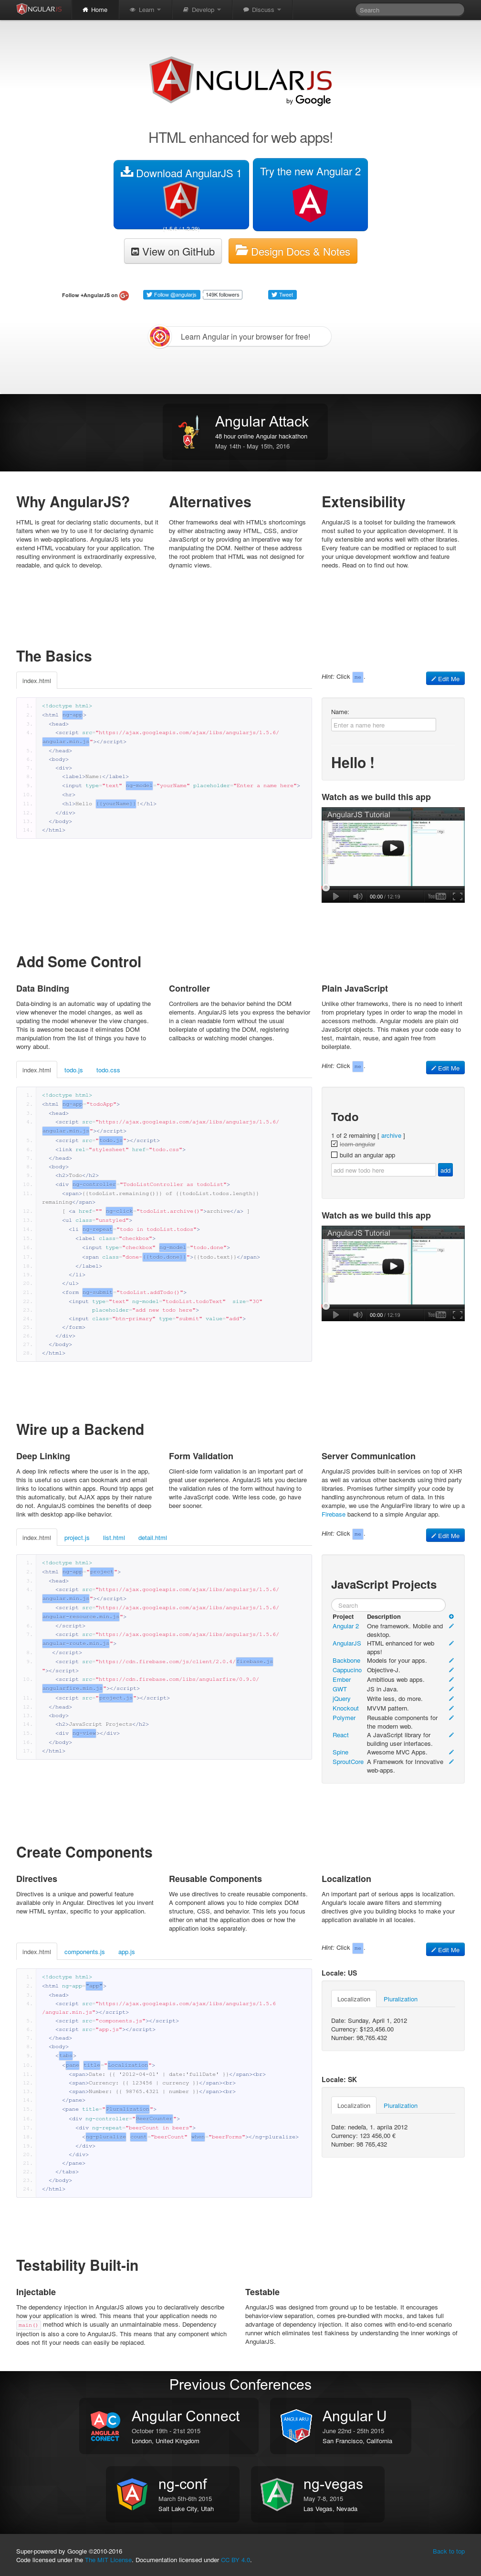 ANGULARJS
Home Learn Develop Discuss
Search
ANGULARJS
by Google
HTML enhanced for web apps!
Download AngularJS 1
Try the new Angular 2
View on GitHub
Design Docs & Notes
Follow +AngularJS on
Follow @angularjs
149K followers
Tweet
Learn Angular in your browser for free!
Angular Attack
48 hour online Angular hackathon
May 14th - May 15th, 2016
Why AngularJS?
HTML is great for declaring static documents, but it
falters when we try to use it for declaring dynamic
views in web-applications. AngularJS lets you
extend HTML vocabulary for your application. The
resulting environment is extraordinarily expressive,
readable, and quick to develop.
Alternatives
Other frameworks deal with HTML's shortcomings
by either abstracting away HTML, CSS, and/or
JavaScript or by providing an imperative way for
manipulating the DOM. Neither of these address
the root problem that HTML was not designed for
dynamic views.
Extensibility
AngularJS is a toolset for building the framework
most suited to your application development. It is
fully extensible and works well with other libraries.
Every feature can be modified or replaced to suit
your unique development workflow and feature
needs. Read on to find out how.
The Basics
index.html
Hint: Click me.
Edit Me
<!doctype html>
<html ng-app>
<head>
<script src="https://ajax.googleapis.com/ajax/libs/angularjs/1.5.6/
angular.min.js"></script>
</head>
<body>
<div>
<label>Name:</label>
<input type="text" ng-model="yourName" placeholder="Enter a name here">
<hr>
<h1>Hello {{yourName}}!</h1>
</div>
</body>
</html>
Name:
Enter a name here
Hello !
Watch as we build this app
AngularJS Tutorial
00:00 / 12:19
Add Some Control
Data Binding
Data-binding is an automatic way of updating the
view whenever the model changes, as well as
updating the model whenever the view changes.
This is awesome because it eliminates DOM
manipulation from the list of things you have to
worry about.
Controller
Controllers are the behavior behind the DOM
elements. AngularJS lets you express the behavior
in a clean readable form without the usual
boilerplate of updating the DOM, registering
callbacks or watching model changes.
Plain JavaScript
Unlike other frameworks, there is no need to inherit
from proprietary types in order to wrap the model in
accessors methods. Angular models are plain old
JavaScript objects. This makes your code easy to
test, maintain, reuse, and again free from
boilerplate.
index.html todo.js todo.css
Hint: Click me.
Edit Me
<!doctype html>
<html ng-app="todoApp">
<head>
<script src="https://ajax.googleapis.com/ajax/libs/angularjs/1.5.6/
angular.min.js"></script>
<script src="todo.js"></script>
<link rel="stylesheet" href="todo.css">
</head>
<body>
<h2>Todo</h2>
<div ng-controller="TodoListController as todoList">
<span>{{todoList.remaining()}} of {{todoList.todos.length}}
remaining</span>
[ <a href="" ng-click="todoList.archive()">archive</a> ]
<ul class="unstyled">
<li ng-repeat="todo in todoList.todos">
<label class="checkbox">
<input type="checkbox" ng-model="todo.done">
<span class="done-{{todo.done}}">{{todo.text}}</span>
</label>
</li>
</ul>
<form ng-submit="todoList.addTodo()">
<input type="text" ng-model="todoList.todoText" size="30"
placeholder="add new todo here">
<input class="btn-primary" type="submit" value="add">
</form>
</div>
</body>
</html>
Todo
1 of 2 remaining [ archive ]
learn angular
build an angular app
add new todo here
add
Watch as we build this app
AngularJS Tutorial
00:00 / 12:19
Wire up a Backend
Deep Linking
A deep link reflects where the user is in the app,
this is useful so users can bookmark and email
links to locations within apps. Round trip apps get
this automatically, but AJAX apps by their nature
do not. AngularJS combines the benefits of deep
link with desktop app-like behavior.
Form Validation
Client-side form validation is an important part of
great user experience. AngularJS lets you declare
the validation rules of the form without having to
write JavaScript code. Write less code, go have
beer sooner.
Server Communication
AngularJS provides built-in services on top of XHR
as well as various other backends using third party
libraries. Promises further simplify your code by
handling asynchronous return of data. In this
example, we use the AngularFire library to wire up a
Firebase backend to a simple Angular app.
index.html project.js list.html detail.html
Hint: Click me.
Edit Me
<!doctype html>
<html ng-app="project">
<head>
<script src="https://ajax.googleapis.com/ajax/libs/angularjs/1.5.6/
angular.min.js"></script>
<script src="https://ajax.googleapis.com/ajax/libs/angularjs/1.5.6/
angular-resource.min.js">
</script>
<script src="https://ajax.googleapis.com/ajax/libs/angularjs/1.5.6/
angular-route.min.js">
</script>
<script src="https://cdn.firebase.com/js/client/2.0.4/firebase.js
"></script>
<script src="https://cdn.firebase.com/libs/angularfire/0.9.0/
angularfire.min.js"></script>
<script src="project.js"></script>
</head>
<body>
<h2>JavaScript Projects</h2>
<div ng-view></div>
</body>
</html>
JavaScript Projects
Search
Project Description
Angular 2 One framework. Mobile and
desktop.
AngularJS HTML enhanced for web
apps!
Backbone Models for your apps.
Cappucino Objective-J.
Ember Ambitious web apps.
GWT JS in Java.
jQuery Write less, do more.
Knockout MVVM pattern.
Polymer Reusable components for
the modern web.
React A JavaScript library for
building user interfaces.
Spine Awesome MVC Apps.
SproutCore A Framework for Innovative
web-apps.
Create Components
Directives
Directives is a unique and powerful feature
available only in Angular. Directives let you invent
new HTML syntax, specific to your application.
Reusable Components
We use directives to create reusable components.
A component allows you to hide complex DOM
structure, CSS, and behavior. This lets you focus
either on what the application does or how the
application looks separately.
Localization
An important part of serious apps is localization.
Angular's locale aware filters and stemming
directives give you building blocks to make your
application available in all locales.
index.html components.js app.js
Hint: Click me.
Edit Me
<!doctype html>
<html ng-app="app">
<head>
<script src="https://ajax.googleapis.com/ajax/libs/angularjs/1.5.6
/angular.min.js"></script>
<script src="components.js"></script>
<script src="app.js"></script>
</head>
<body>
<tabs>
<pane title="Localization">
<span>Date: {{ '2012-04-01' | date:'fullDate' }}</span><br>
<span>Currency: {{ 123456 | currency }}</span><br>
<span>Number: {{ 98765.4321 | number }}</span><br>
</pane>
<pane title="Pluralization">
<div ng-controller="BeerCounter">
<div ng-repeat="beerCount in beers">
<ng-pluralize count="beerCount" when="beerForms"></ng-pluralize>
</div>
</div>
</pane>
</tabs>
</body>
</html>
Locale: US
Localization Pluralization
Date: Sunday, April 1, 2012
Currency: $123,456.00
Number: 98,765.432
Locale: SK
Localization Pluralization
Date: nedeľa, 1. apríla 2012
Currency: 123 456,00 €
Number: 98 765,432
Testability Built-in
Injectable
The dependency injection in AngularJS allows you to declaratively describe
how your application is wired. This means that your application needs no
main() method which is usually an unmaintainable mess. Dependency
injection is also a core to AngularJS. This means that any component which
does not fit your needs can easily be replaced.
Testable
AngularJS was designed from ground up to be testable. It encourages
behavior-view separation, comes pre-bundled with mocks, and takes full
advantage of dependency injection. It also comes with end-to-end scenario
runner which eliminates test flakiness by understanding the inner workings of
AngularJS.
Previous Conferences
Angular Connect
October 19th - 21st 2015
London, United Kingdom
Angular U
June 22nd - 25th 2015
San Francisco, California
ng-conf
March 5th-6th 2015
Salt Lake City, Utah
ng-vegas
May 7-8, 2015
Las Vegas, Nevada
Super-powered by Google ©2010-2016
Code licensed under the The MIT License. Documentation licensed under CC BY 4.0.
Back to top